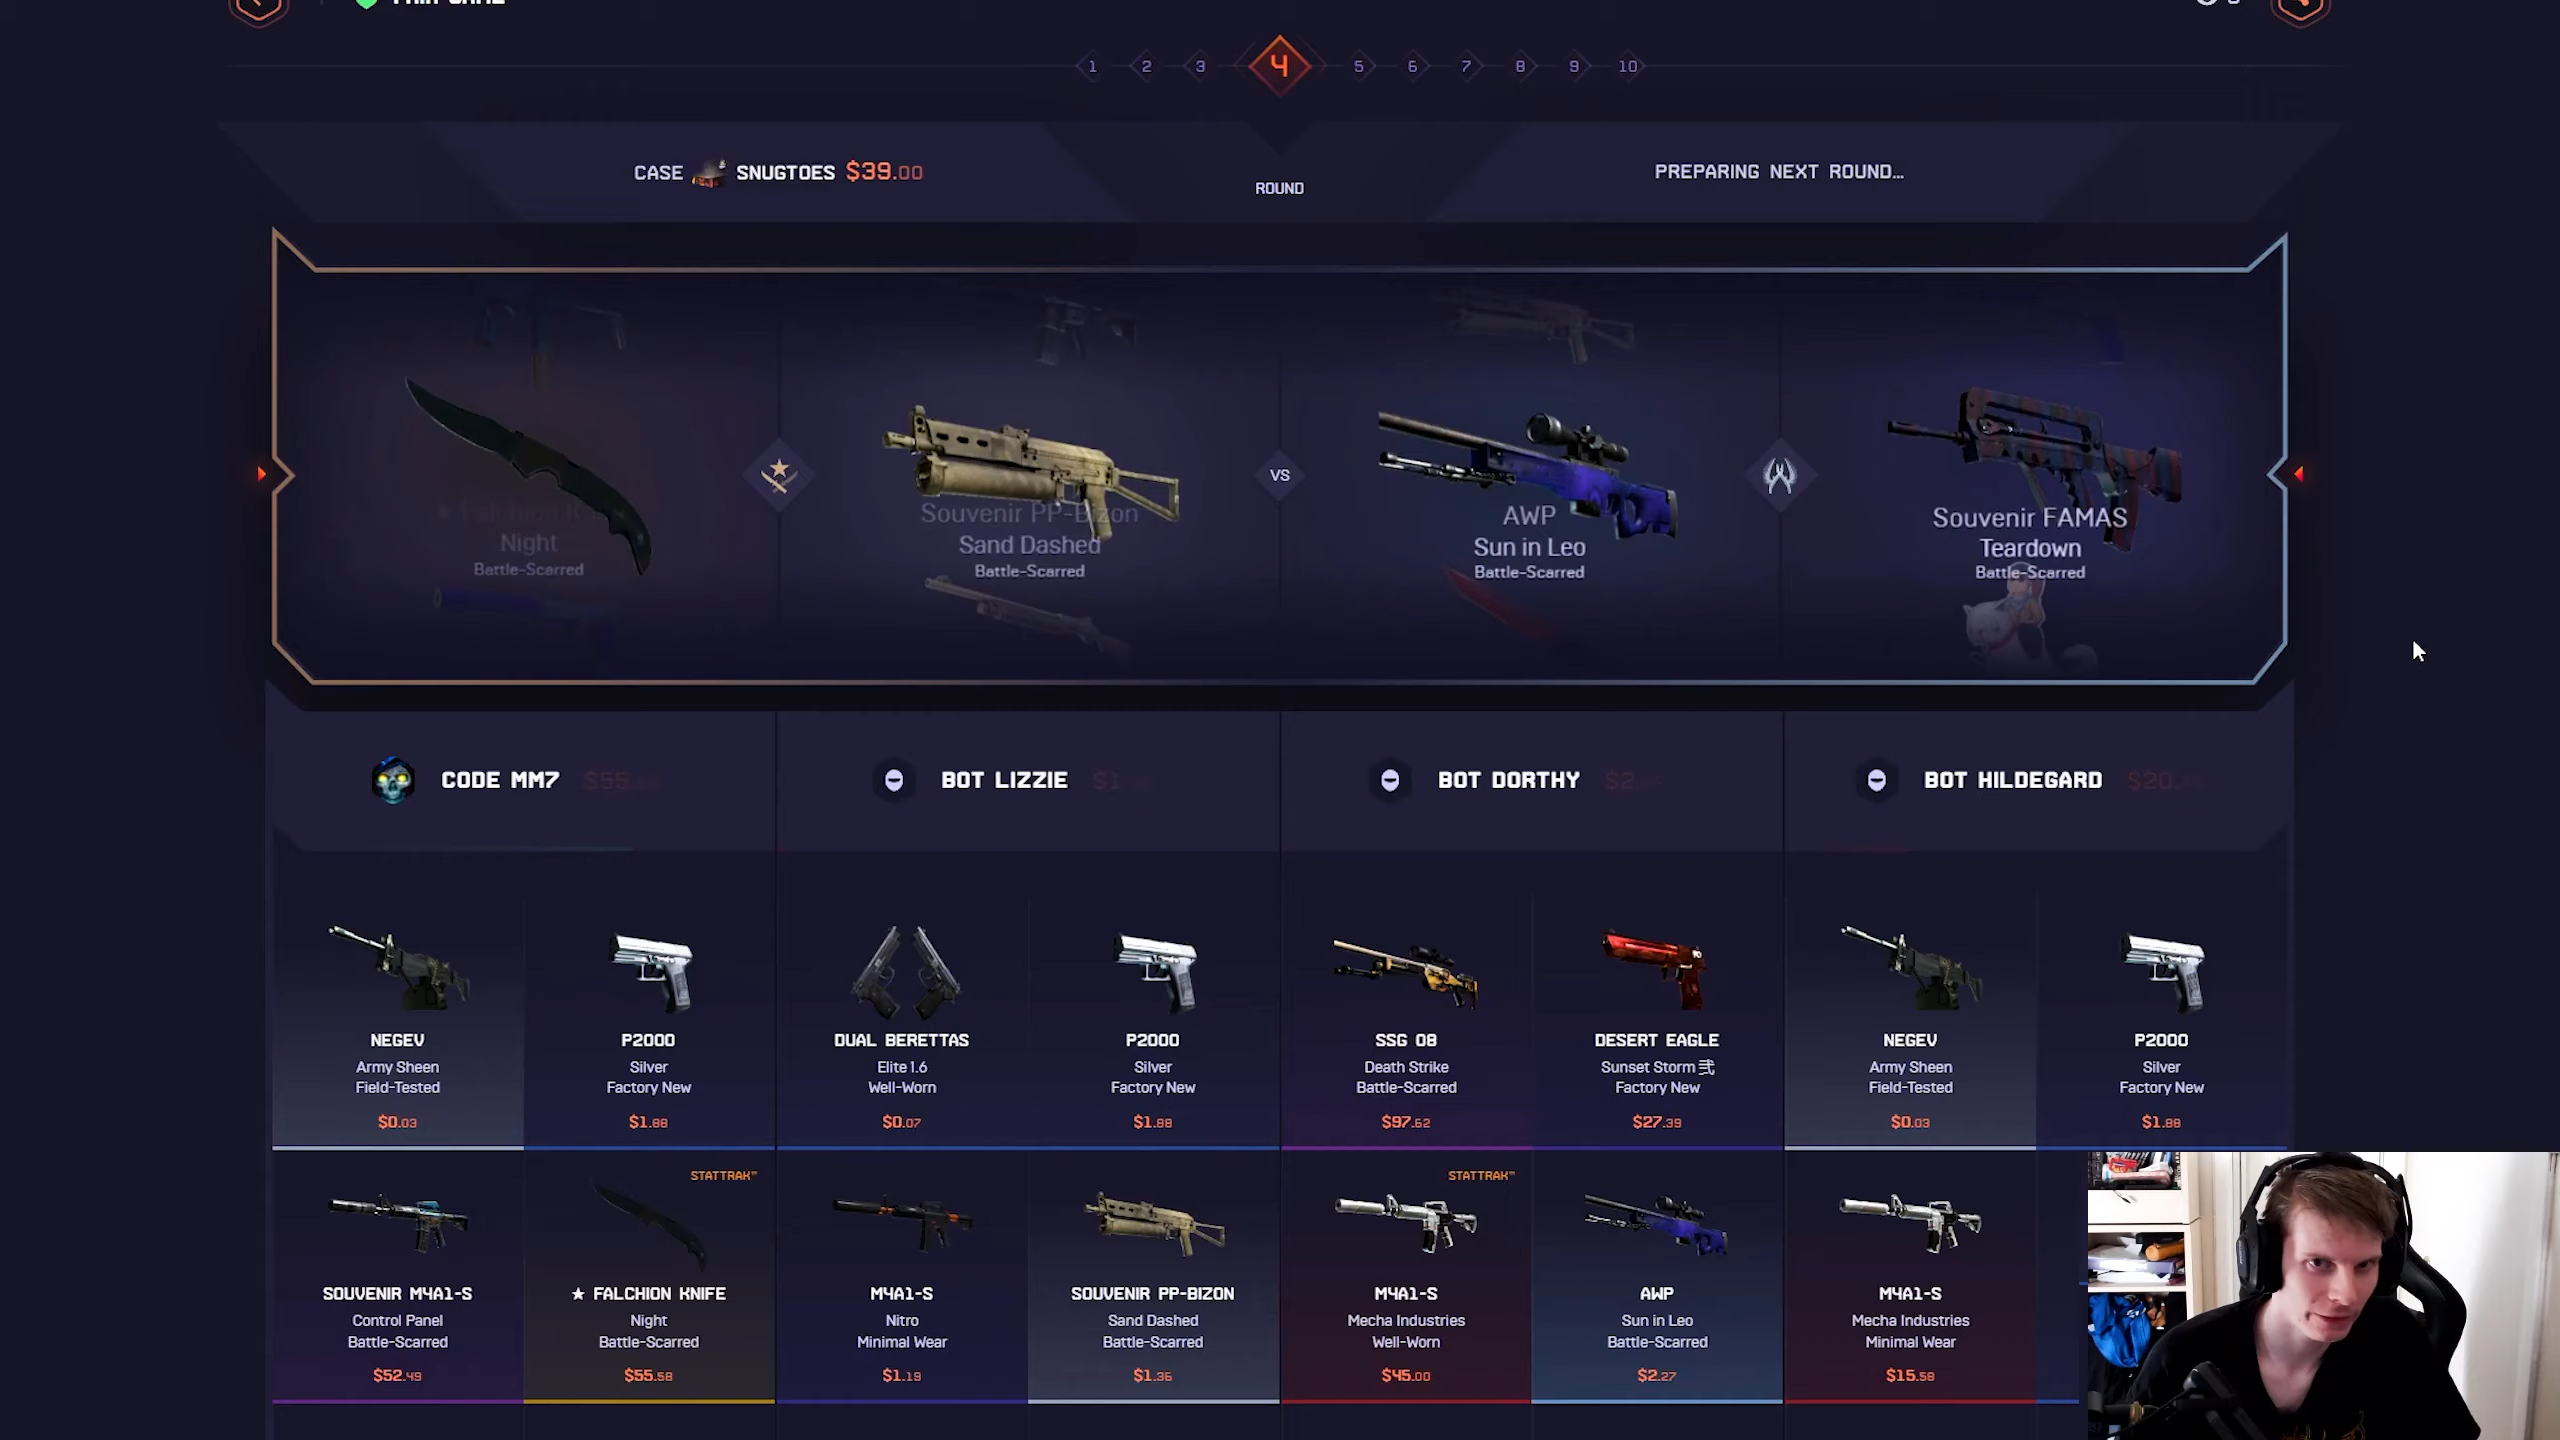 FAIR GAME
1 2 3 4 5 6 7 8 9 10
CASE SNUGTOES $39.00
ROUND
PREPARING NEXT ROUND...
Night
Battle-Scarred
Souvenir PP-Bizon
Sand Dashed
Battle-Scarred
VS
AWP
Sun in Leo
Battle-Scarred
Souvenir FAMAS
Teardown
Battle-Scarred
CODE MM7
BOT LIZZIE
BOT DORTHY
BOT HILDEGARD
NEGEV
Army Sheen
Field-Tested
$0.03
P2000
Silver
Factory New
$1.88
DUAL BERETTAS
Elite 1.6
Well-Worn
$0.07
P2000
Silver
Factory New
$1.88
SSG 08
Death Strike
Battle-Scarred
$97.62
DESERT EAGLE
Sunset Storm 弐
Factory New
$27.39
NEGEV
Army Sheen
Field-Tested
$0.03
P2000
Silver
Factory New
$1.88
SOUVENIR M4A1-S
Control Panel
Battle-Scarred
$52.49
STATTRAK™
★ FALCHION KNIFE
Night
Battle-Scarred
$55.58
M4A1-S
Nitro
Minimal Wear
$1.19
SOUVENIR PP-BIZON
Sand Dashed
Battle-Scarred
$1.36
STATTRAK™
M4A1-S
Mecha Industries
Well-Worn
$45.00
AWP
Sun in Leo
Battle-Scarred
$2.27
M4A1-S
Mecha Industries
Minimal Wear
$15.58